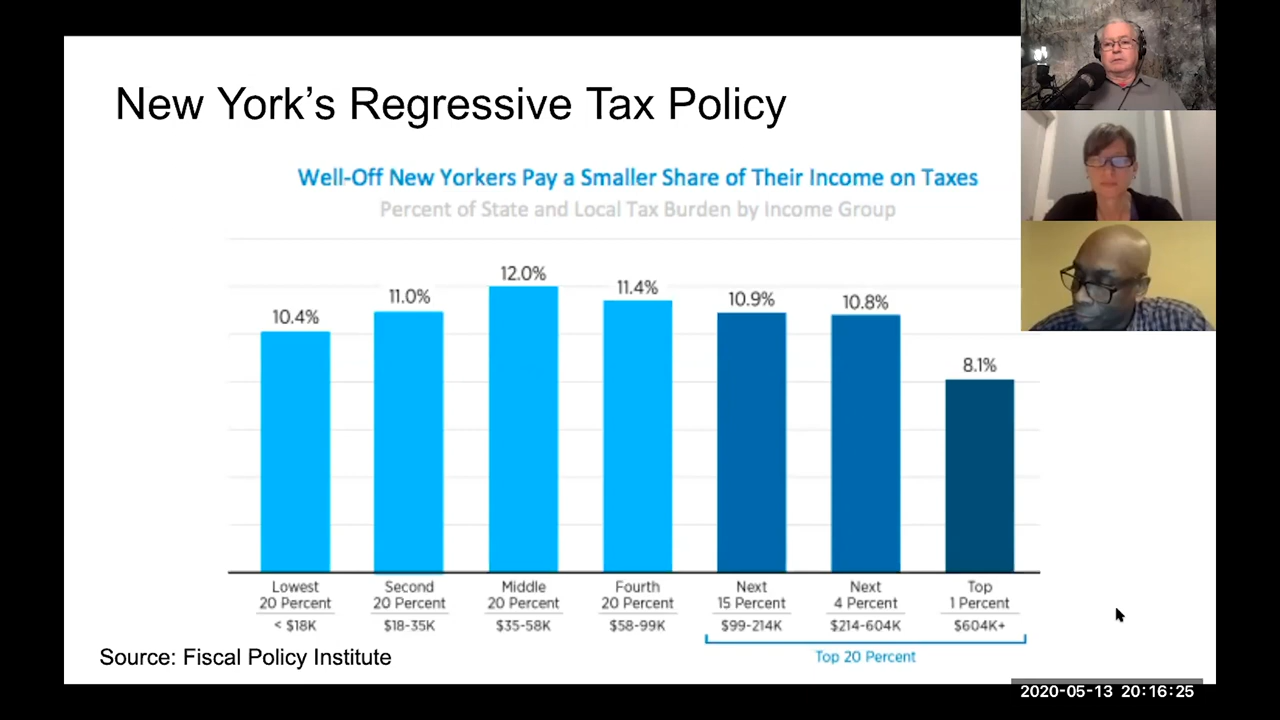 New York's Regressive Tax Policy
Well-Off New Yorkers Pay a Smaller Share of Their Income on Taxes
Percent of State and Local Tax Burden by Income Group
10.4%
11.0%
12.0%
11.4%
10.9%
10.8%
8.1%
Lowest
20 Percent
< $18K
Second
20 Percent
$18-35K
Middle
20 Percent
$35-58K
Fourth
20 Percent
$58-99K
Next
15 Percent
$99-214K
Next
4 Percent
$214-604K
Top
1 Percent
$604K+
Top 20 Percent
Source: Fiscal Policy Institute
2020-05-13 20:16:25